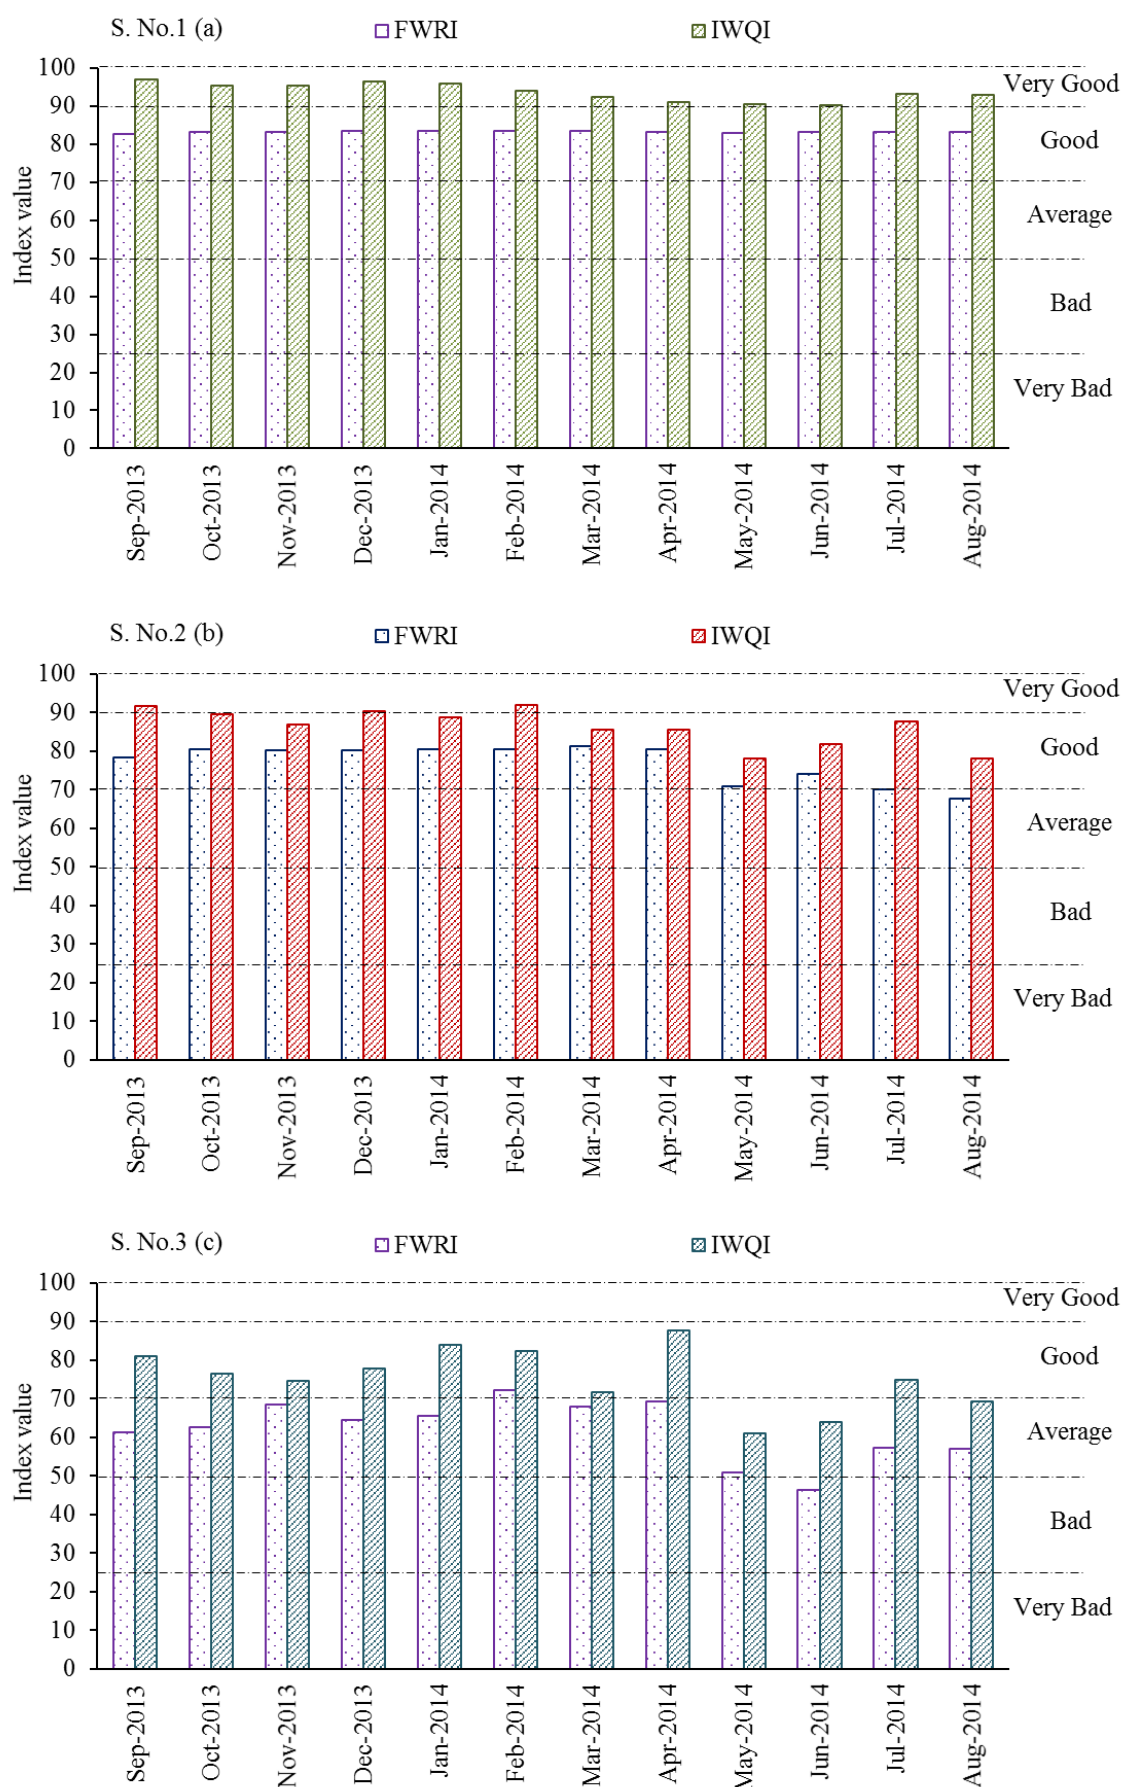 S. No.1 (a) FWRI IWQI
100
90
80
70
60
50
40
30
20
10
0
Index value
Very Good
Good
Average
Bad
Very Bad
Sep-2013
Oct-2013
Nov-2013
Dec-2013
Jan-2014
Feb-2014
Mar-2014
Apr-2014
May-2014
Jun-2014
Jul-2014
Aug-2014
S. No.2 (b) FWRI IWQI
100
90
80
70
60
50
40
30
20
10
0
Index value
Very Good
Good
Average
Bad
Very Bad
Sep-2013
Oct-2013
Nov-2013
Dec-2013
Jan-2014
Feb-2014
Mar-2014
Apr-2014
May-2014
Jun-2014
Jul-2014
Aug-2014
S. No.3 (c) FWRI IWQI
100
90
80
70
60
50
40
30
20
10
0
Index value
Very Good
Good
Average
Bad
Very Bad
Sep-2013
Oct-2013
Nov-2013
Dec-2013
Jan-2014
Feb-2014
Mar-2014
Apr-2014
May-2014
Jun-2014
Jul-2014
Aug-2014